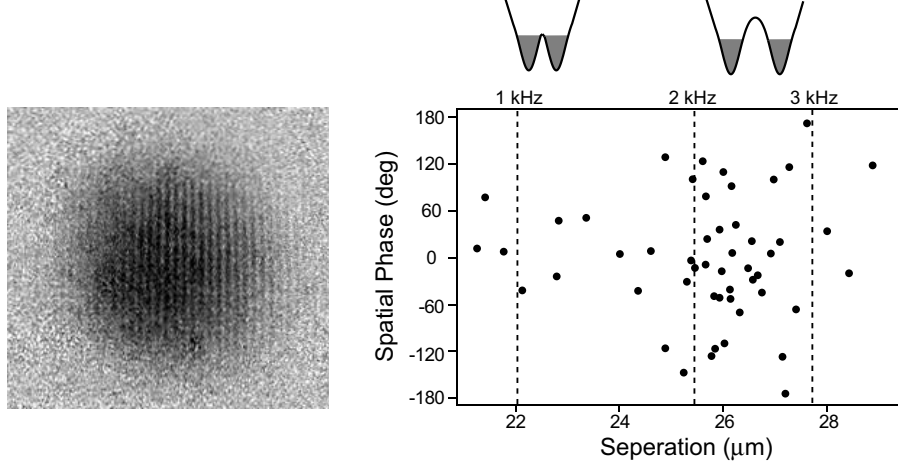 1 kHz 2 kHz 3 kHz
180
120
60
0
-60
-120
-180
Spatial Phase (deg)
22 24 26 28
Seperation (μm)